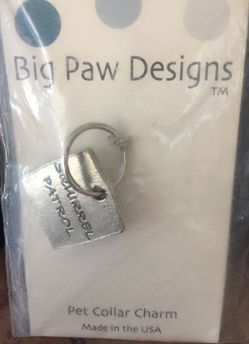 Big Paw Designs
TM
SQUIRREL
PATROL
Pet Collar Charm
Made in the USA